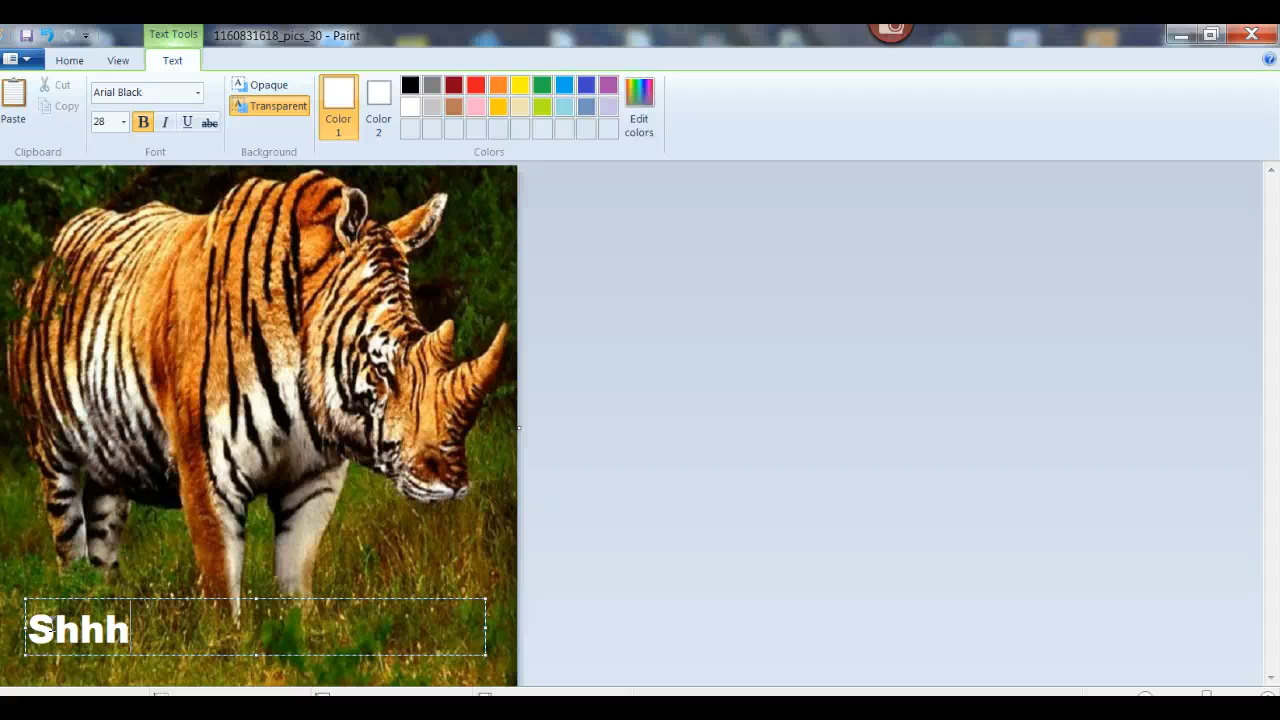 Text Tools
1160831618_pics_30 - Paint
Home
View
Text
Paste
Cut
Copy
Clipboard
Arial Black
28
B
I
U
abc
Font
A
Opaque
A
Transparent
Background
Color
1
Color
2
Edit
colors
Colors
Shhh